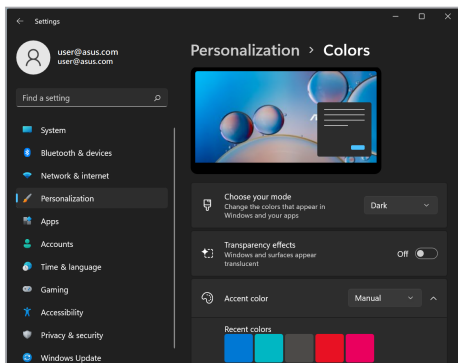 Settings
user@asus.com
user@asus.com
Find a setting
System
Bluetooth & devices
Network & internet
Personalization
Apps
Accounts
Time & language
Gaming
Accessibility
Privacy & security
Windows Update
Personalization > Colors
Choose your mode
Change the colors that appear in
Windows and your apps
Dark
Transparency effects
Windows and surfaces appear
translucent
Off
Accent color
Manual
Recent colors